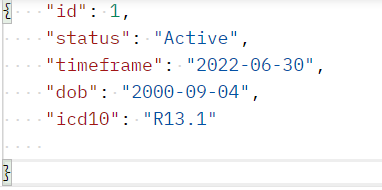 {   "id": 1,
    "status": "Active",
    "timeframe": "2022-06-30",
    "dob": "2000-09-04",
    "icd10": "R13.1"
}